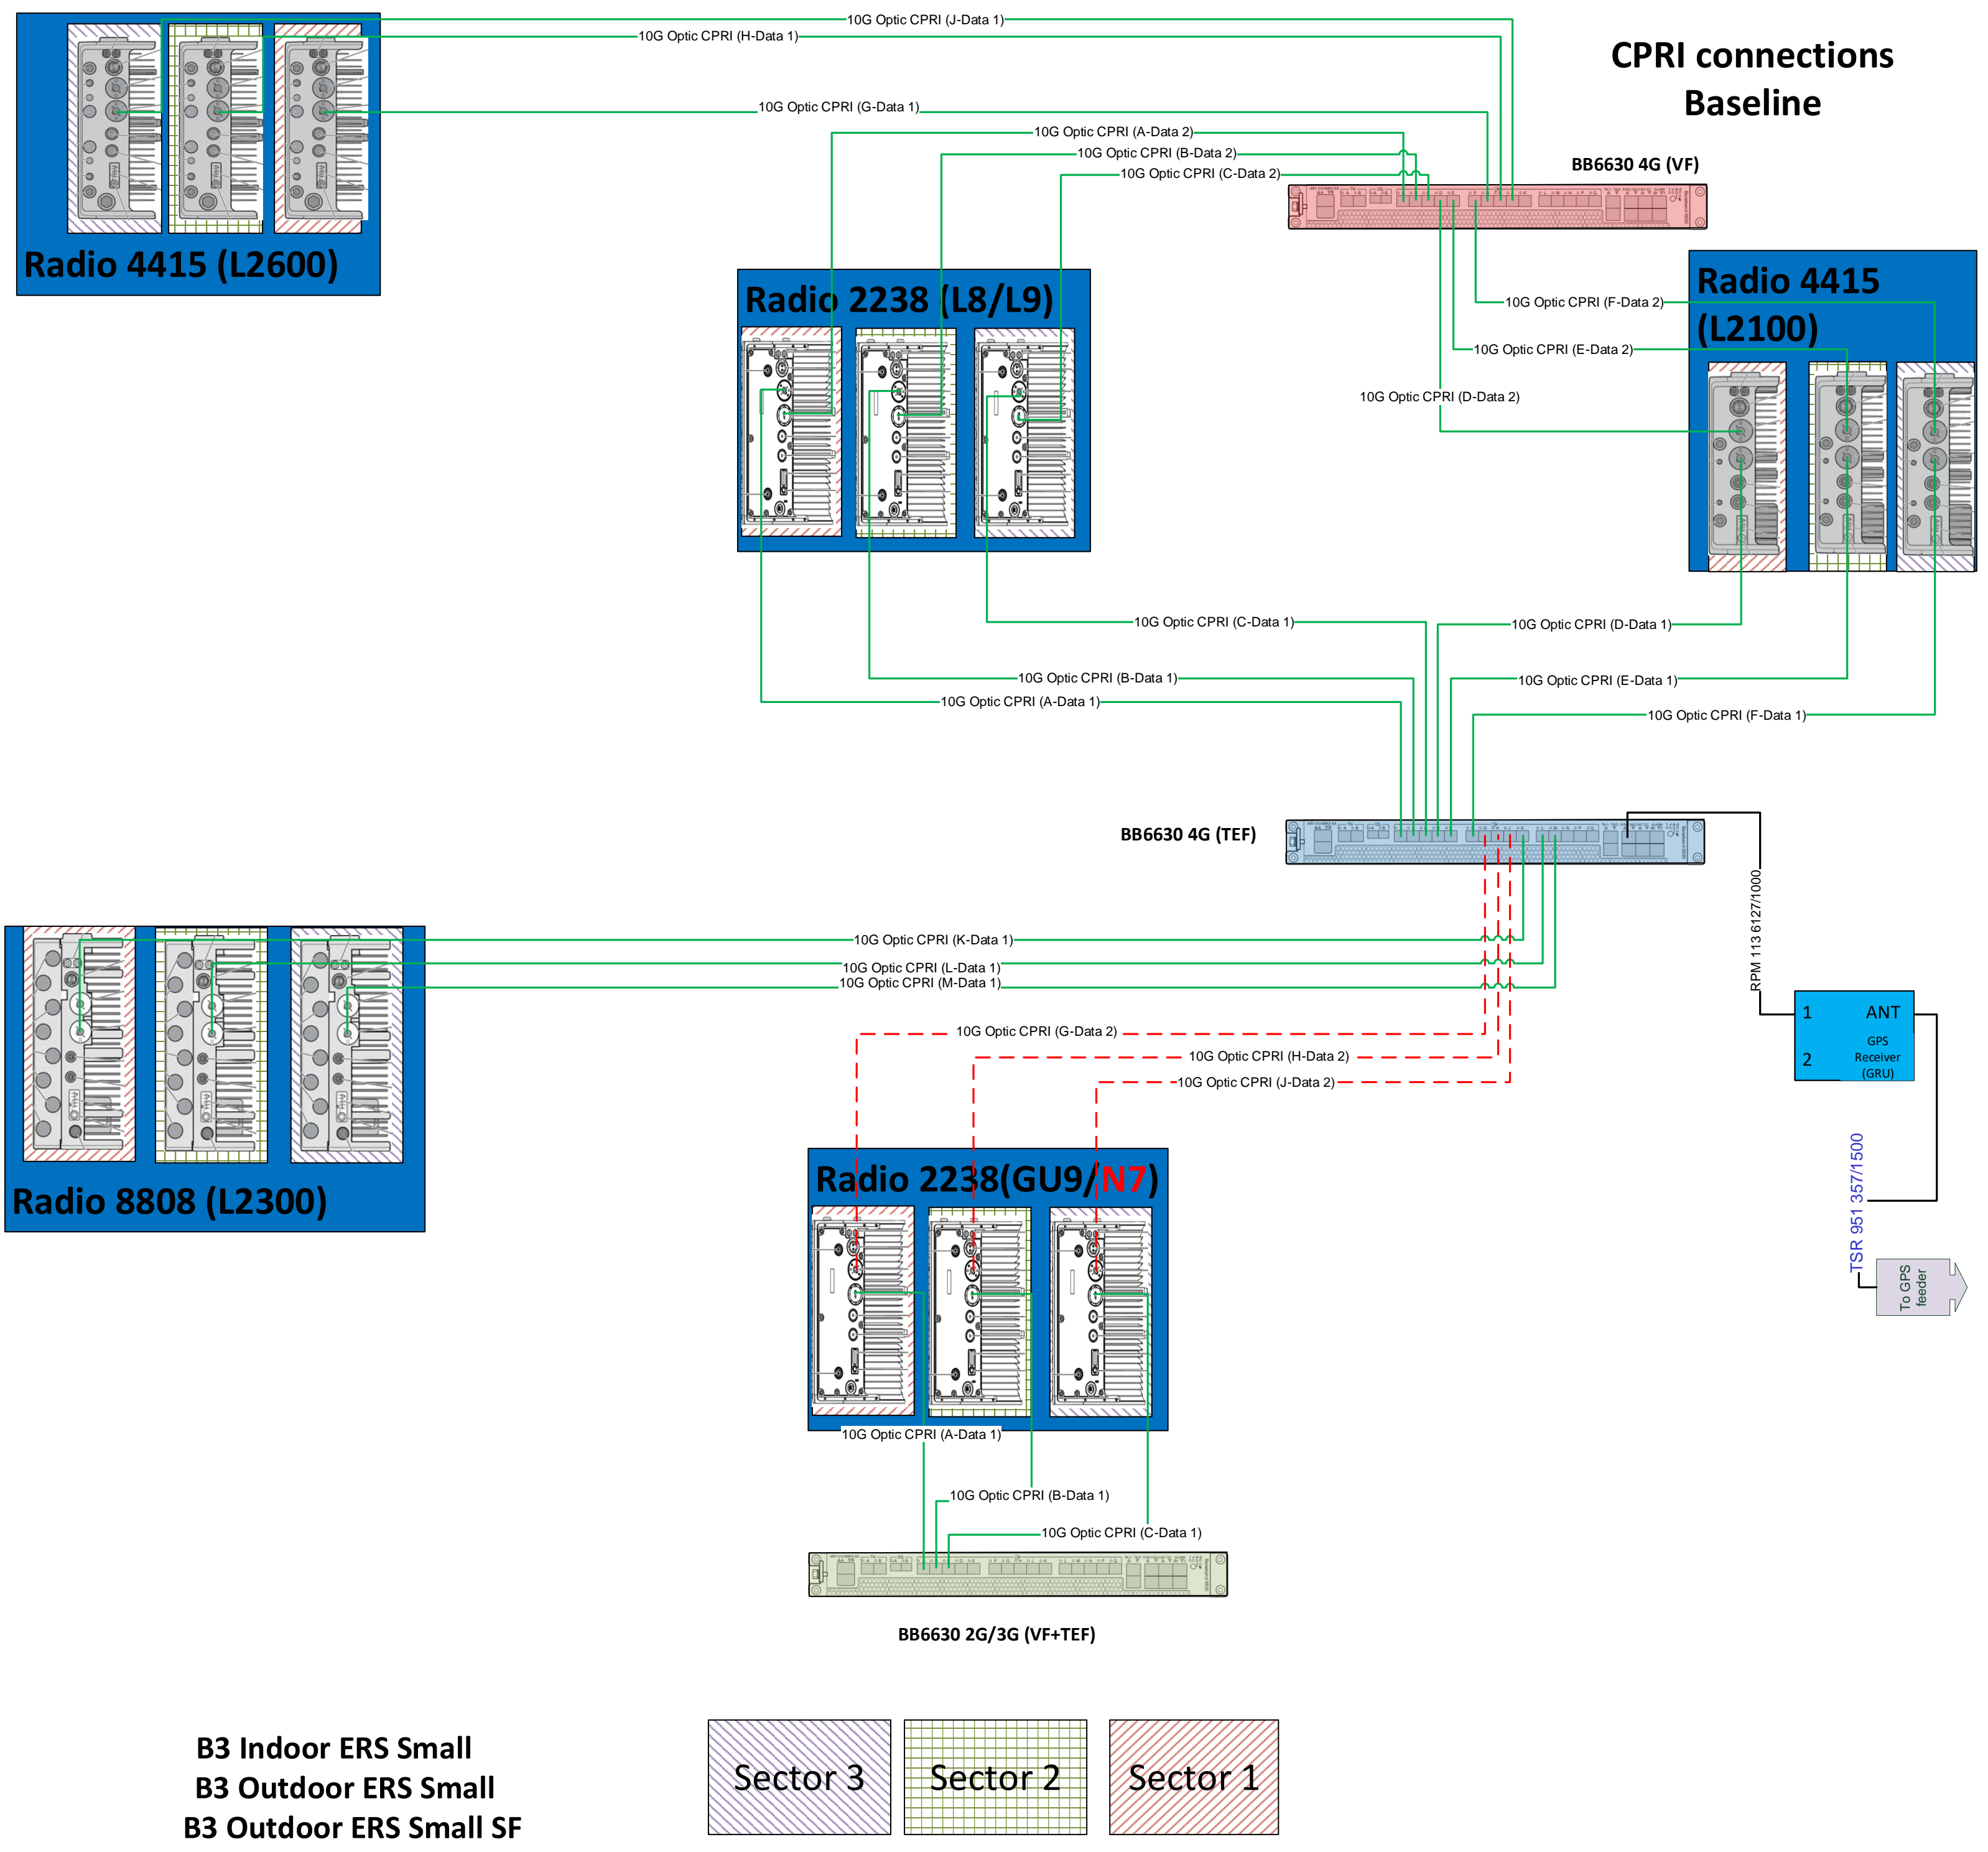 10G Optic CPRI (J-Data 1)
10G Optic CPRI (H-Data 1)
CPRI connections
Baseline
10G Optic CPRI (G-Data 1)
10G Optic CPRI (A-Data 2)
10G Optic CPRI (B-Data 2)
10G Optic CPRI (C-Data 2)
BB6630 4G (VF)
Radio 4415 (L2600)
Radio 2238 (L8/L9)
Radio 4415
(L2100)
10G Optic CPRI (F-Data 2)
10G Optic CPRI (E-Data 2)
10G Optic CPRI (D-Data 2)
10G Optic CPRI (C-Data 1)
10G Optic CPRI (D-Data 1)
10G Optic CPRI (B-Data 1)
10G Optic CPRI (E-Data 1)
10G Optic CPRI (A-Data 1)
10G Optic CPRI (F-Data 1)
BB6630 4G (TEF)
RPM 113 6127/1000
10G Optic CPRI (K-Data 1)
10G Optic CPRI (L-Data 1)
10G Optic CPRI (M-Data 1)
1 ANT
2
GPS
Receiver
(GRU)
10G Optic CPRI (G-Data 2)
10G Optic CPRI (H-Data 2)
10G Optic CPRI (J-Data 2)
Radio 8808 (L2300)
Radio 2238(GU9/N7)
TSR 951 357/1500
To GPS
feeder
10G Optic CPRI (A-Data 1)
10G Optic CPRI (B-Data 1)
10G Optic CPRI (C-Data 1)
BB6630 2G/3G (VF+TEF)
B3 Indoor ERS Small
B3 Outdoor ERS Small
B3 Outdoor ERS Small SF
Sector 3
Sector 2
Sector 1